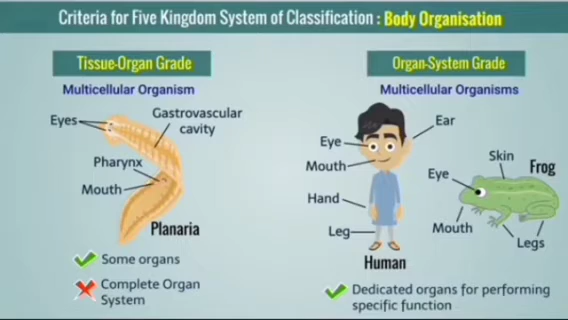 Criteria for Five Kingdom System of Classification : Body Organisation
Tissue-Organ Grade
Multicellular Organism
Eyes
Gastrovascular
cavity
Pharynx
Mouth
Planaria
Some organs
Complete Organ
System
Organ-System Grade
Multicellular Organisms
Ear
Eye
Mouth
Hand
Leg
Human
Skin
Frog
Eye
Mouth
Legs
Dedicated organs for performing
specific function